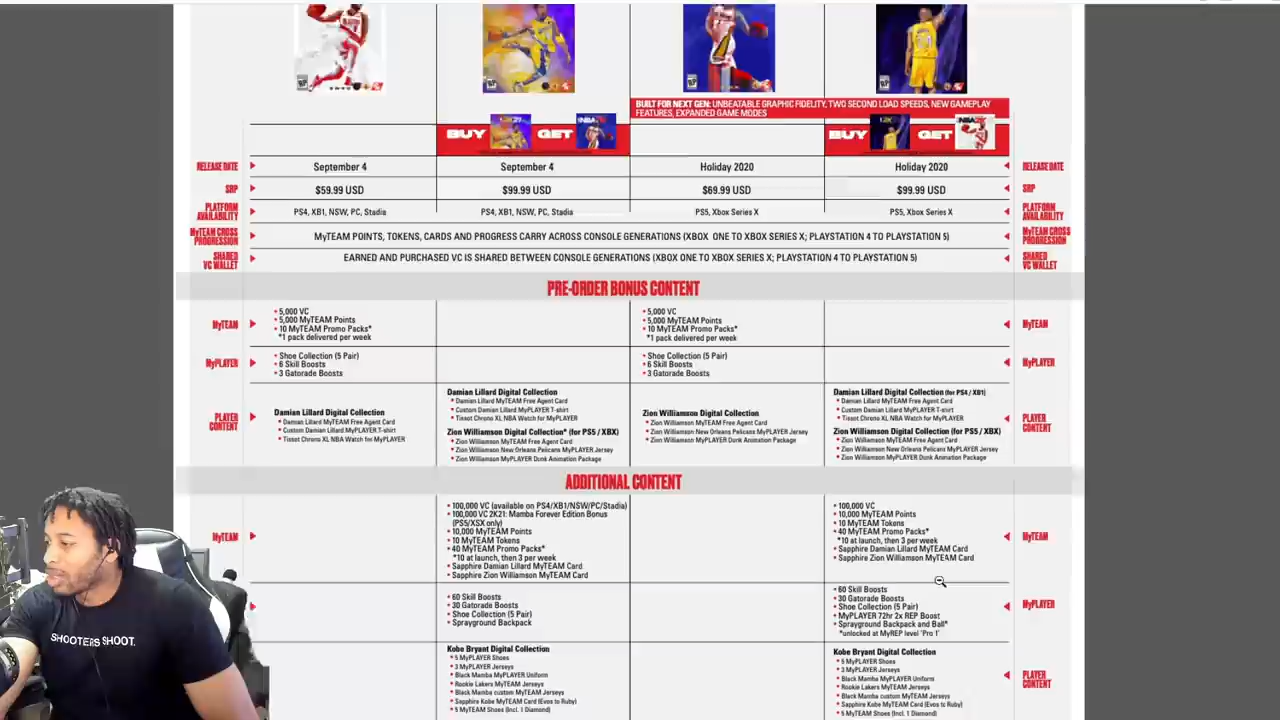 BUILT FOR NEXT GEN: UNBEATABLE GRAPHIC FIDELITY, TWO SECOND LOAD SPEEDS, NEW GAMEPLAY
FEATURES, EXPANDED GAME MODES
BUY GET
BUY GET
RELEASE DATE September 4 September 4 Holiday 2020 Holiday 2020 RELEASE DATE
SRP $59.99 USD $99.99 USD $69.99 USD $99.99 USD SRP
PLATFORM
AVAILABILITY
PS4, XB1, NSW, PC, Stadia PS4, XB1, NSW, PC, Stadia PS5, Xbox Series X PS5, Xbox Series X
PLATFORM
AVAILABILITY
MyTEAM CROSS
PROGRESSION
MyTEAM POINTS, TOKENS, CARDS AND PROGRESS CARRY ACROSS CONSOLE GENERATIONS (XBOX ONE TO XBOX SERIES X; PLAYSTATION 4 TO PLAYSTATION 5)
MyTEAM CROSS
PROGRESSION
SHARED
VC WALLET
EARNED AND PURCHASED VC IS SHARED BETWEEN CONSOLE GENERATIONS (XBOX ONE TO XBOX SERIES X; PLAYSTATION 4 TO PLAYSTATION 5)
SHARED
VC WALLET
PRE-ORDER BONUS CONTENT
MyTEAM
• 5,000 VC
• 5,000 MyTEAM Points
• 10 MyTEAM Promo Packs*
*1 pack delivered per week
• 5,000 VC
• 5,000 MyTEAM Points
• 10 MyTEAM Promo Packs*
*1 pack delivered per week
MyTEAM
MyPLAYER
• Shoe Collection (5 Pair)
• 6 Skill Boosts
• 3 Gatorade Boosts
• Shoe Collection (5 Pair)
• 6 Skill Boosts
• 3 Gatorade Boosts
MyPLAYER
PLAYER
CONTENT
Damian Lillard Digital Collection
• Damian Lillard MyTEAM Free Agent Card
• Custom Damian Lillard MyPLAYER T-shirt
• Tissot Chrono XL NBA Watch for MyPLAYER
Damian Lillard Digital Collection
• Damian Lillard MyTEAM Free Agent Card
• Custom Damian Lillard MyPLAYER T-shirt
• Tissot Chrono XL NBA Watch for MyPLAYER
Zion Williamson Digital Collection* (for PS5 / XBX)
• Zion Williamson MyTEAM Free Agent Card
• Zion Williamson New Orleans Pelicans MyPLAYER Jersey
• Zion Williamson MyPLAYER Dunk Animation Package
Zion Williamson Digital Collection
• Zion Williamson MyTEAM Free Agent Card
• Zion Williamson New Orleans Pelicans MyPLAYER Jersey
• Zion Williamson MyPLAYER Dunk Animation Package
Damian Lillard Digital Collection (for PS4 / XB1)
• Damian Lillard MyTEAM Free Agent Card
• Custom Damian Lillard MyPLAYER T-shirt
• Tissot Chrono XL NBA Watch for MyPLAYER
Zion Williamson Digital Collection (for PS5 / XBX)
• Zion Williamson MyTEAM Free Agent Card
• Zion Williamson New Orleans Pelicans MyPLAYER Jersey
• Zion Williamson MyPLAYER Dunk Animation Package
PLAYER
CONTENT
ADDITIONAL CONTENT
MyTEAM
• 100,000 VC (available on PS4/XB1/NSW/PC/Stadia)
• 100,000 VC 2K21: Mamba Forever Edition Bonus
(PS5/XSX only)
• 10,000 MyTEAM Points
• 10 MyTEAM Tokens
• 40 MyTEAM Promo Packs*
*10 at launch, then 3 per week
• Sapphire Damian Lillard MyTEAM Card
• Sapphire Zion Williamson MyTEAM Card
• 100,000 VC
• 10,000 MyTEAM Points
• 10 MyTEAM Tokens
• 40 MyTEAM Promo Packs*
*10 at launch, then 3 per week
• Sapphire Damian Lillard MyTEAM Card
• Sapphire Zion Williamson MyTEAM Card
MyTEAM
• 60 Skill Boosts
• 30 Gatorade Boosts
• Shoe Collection (5 Pair)
• Sprayground Backpack
• 60 Skill Boosts
• 30 Gatorade Boosts
• Shoe Collection (5 Pair)
• MyPLAYER 72hr 2x REP Boost
• Sprayground Backpack and Ball*
*unlocked at MyREP level 'Pro 1'
MyPLAYER
Kobe Bryant Digital Collection
• 5 MyPLAYER Shoes
• 3 MyPLAYER Jerseys
• Black Mamba MyPLAYER Uniform
• Rookie Lakers MyTEAM Jerseys
• Black Mamba custom MyTEAM Jerseys
• Sapphire Kobe MyTEAM Card (Evos to Ruby)
• 5 MyTEAM Shoes (Incl. 1 Diamond)
Kobe Bryant Digital Collection
• 5 MyPLAYER Shoes
• 3 MyPLAYER Jerseys
• Black Mamba MyPLAYER Uniform
• Rookie Lakers MyTEAM Jerseys
• Black Mamba custom MyTEAM Jerseys
• Sapphire Kobe MyTEAM Card (Evos to Ruby)
• 5 MyTEAM Shoes (Incl. 1 Diamond)
PLAYER
CONTENT
SHOOTERS SHOOT.